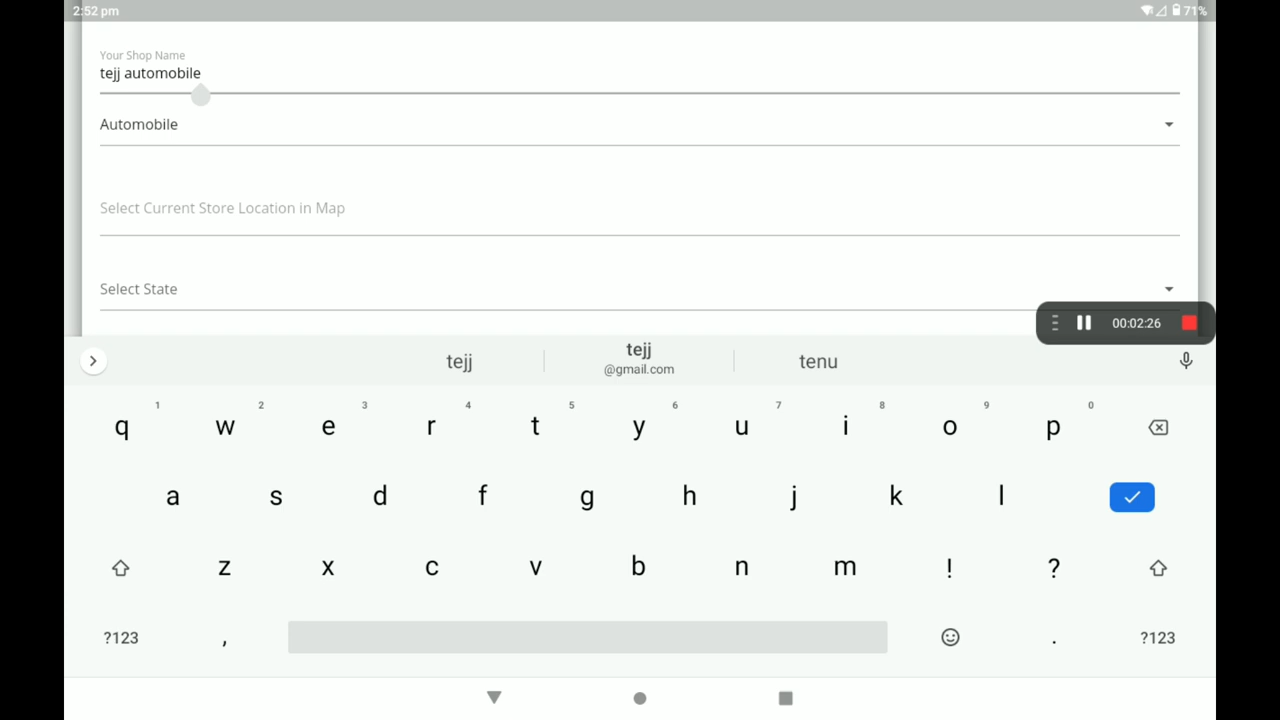 2:52 pm
71%
Your Shop Name
tejj automobile
Automobile
Select Current Store Location in Map
Select State
00:02:26
tejj
tejj
@gmail.com
tenu
1 2 3 4 5 6 7 8 9 0
q w e r t y u i o p
a s d f g h j k l
z x c v b n m ! ?
?123 , . ?123